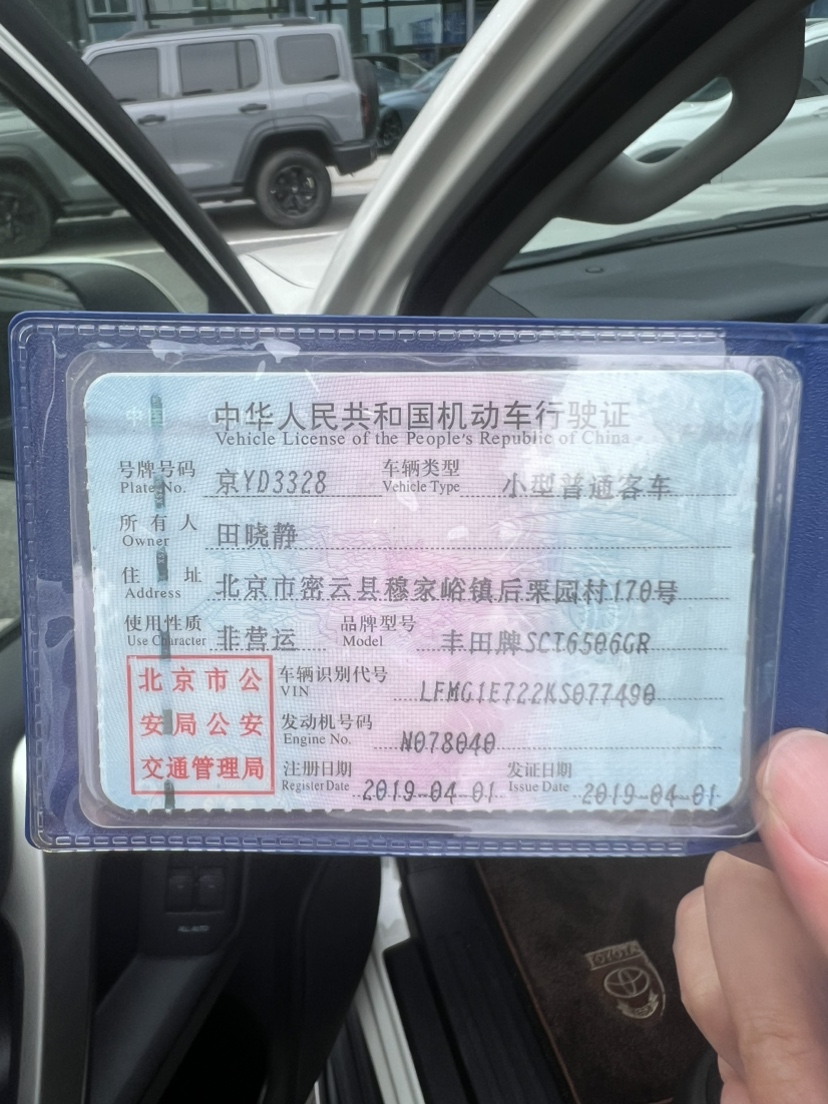 中国
中华人民共和国机动车行驶证
Vehicle License of the People's Republic of China
号牌号码 京YD3328 车辆类型 小型普通客车
Plate No. Vehicle Type
所有人 田晓静
Owner
住址 北京市密云县穆家峪镇后栗园村170号
Address
使用性质 非营运 品牌型号 丰田牌SCT6506GR
Use Character Model
北京市公
安局公安
交通管理局
车辆识别代号 LFMG1E722KS077490
VIN
发动机号码 N078040
Engine No.
注册日期 2019-04-01 发证日期 2019-04-01
Register Date Issue Date
TOYOTA